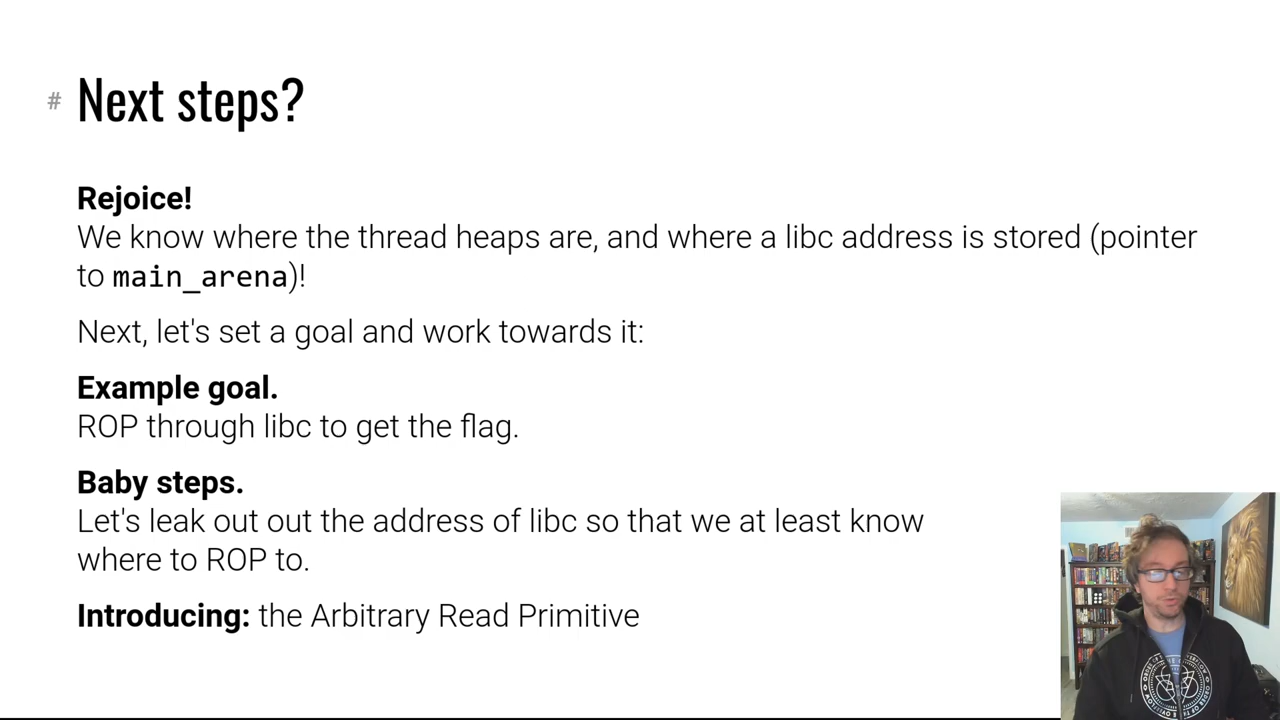 # Next steps?
Rejoice!
We know where the thread heaps are, and where a libc address is stored (pointer
to main_arena)!
Next, let's set a goal and work towards it:
Example goal.
ROP through libc to get the flag.
Baby steps.
Let's leak out out the address of libc so that we at least know
where to ROP to.
Introducing: the Arbitrary Read Primitive